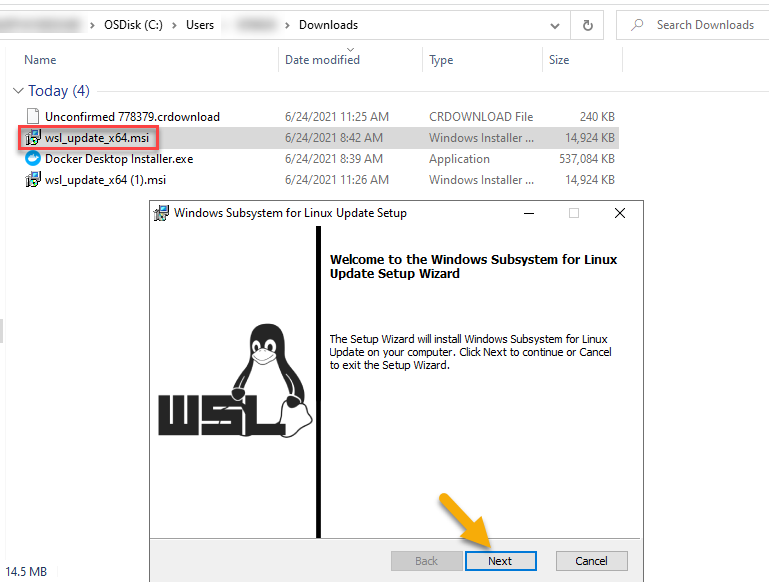 OSDisk (C:) > Users > Downloads
Search Downloads
Name Date modified Type Size
Today (4)
Unconfirmed 778379.crdownload 6/24/2021 11:25 AM CRDOWNLOAD File 240 KB
wsl_update_x64.msi 6/24/2021 8:42 AM Windows Installer ... 14,924 KB
Docker Desktop Installer.exe 6/24/2021 8:39 AM Application 537,084 KB
wsl_update_x64 (1).msi 6/24/2021 11:26 AM Windows Installer ... 14,924 KB
Windows Subsystem for Linux Update Setup
Welcome to the Windows Subsystem for Linux
Update Setup Wizard
The Setup Wizard will install Windows Subsystem for Linux
Update on your computer. Click Next to continue or Cancel
to exit the Setup Wizard.
WSL
Back Next Cancel
14.5 MB